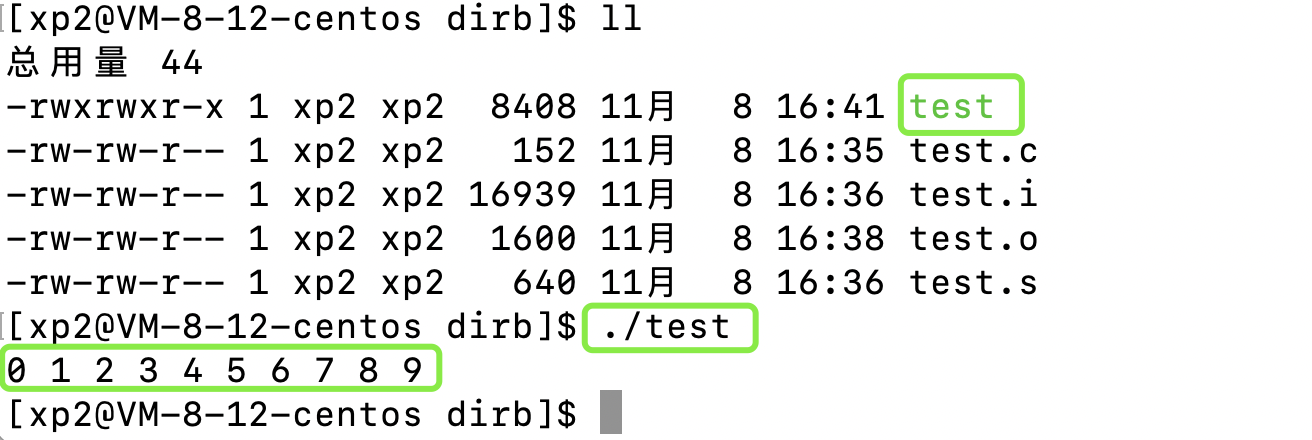 [xp2@VM-8-12-centos dirb]$ ll
总用量 44
-rwxrwxr-x 1 xp2 xp2  8408 11月  8 16:41 test
-rw-rw-r-- 1 xp2 xp2   152 11月  8 16:35 test.c
-rw-rw-r-- 1 xp2 xp2 16939 11月  8 16:36 test.i
-rw-rw-r-- 1 xp2 xp2  1600 11月  8 16:38 test.o
-rw-rw-r-- 1 xp2 xp2   640 11月  8 16:36 test.s
[xp2@VM-8-12-centos dirb]$ ./test
0 1 2 3 4 5 6 7 8 9
[xp2@VM-8-12-centos dirb]$